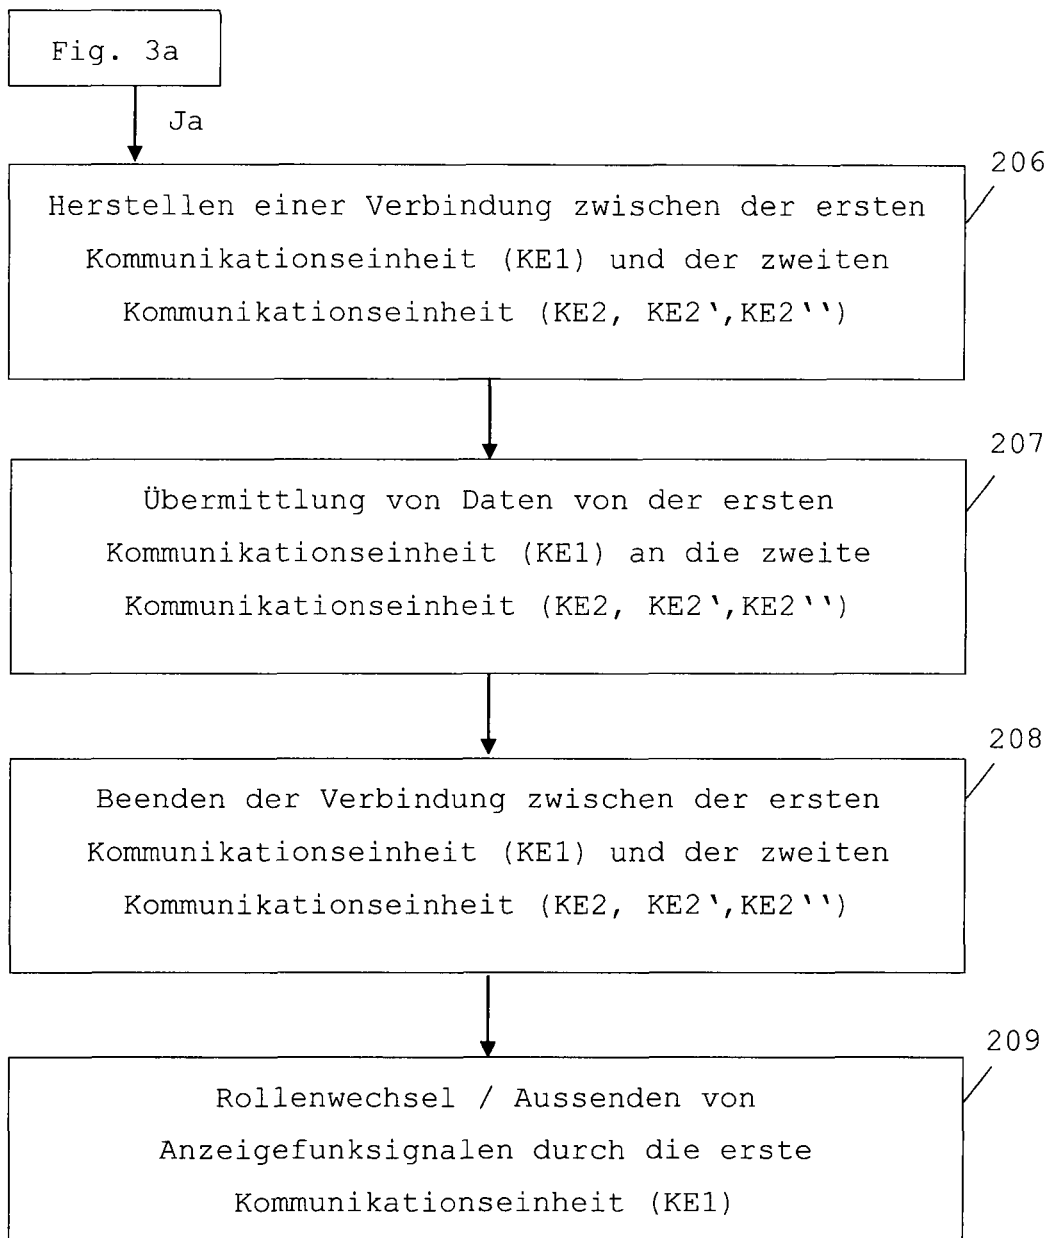 Fig. 3a
Ja
206
Herstellen einer Verbindung zwischen der ersten
Kommunikationseinheit (KE1) und der zweiten
Kommunikationseinheit (KE2, KE2‵,KE2‵‵)
207
Übermittlung von Daten von der ersten
Kommunikationseinheit (KE1) an die zweite
Kommunikationseinheit (KE2, KE2‵,KE2‵‵)
208
Beenden der Verbindung zwischen der ersten
Kommunikationseinheit (KE1) und der zweiten
Kommunikationseinheit (KE2, KE2‵,KE2‵‵)
209
Rollenwechsel / Aussenden von
Anzeigefunksignalen durch die erste
Kommunikationseinheit (KE1)